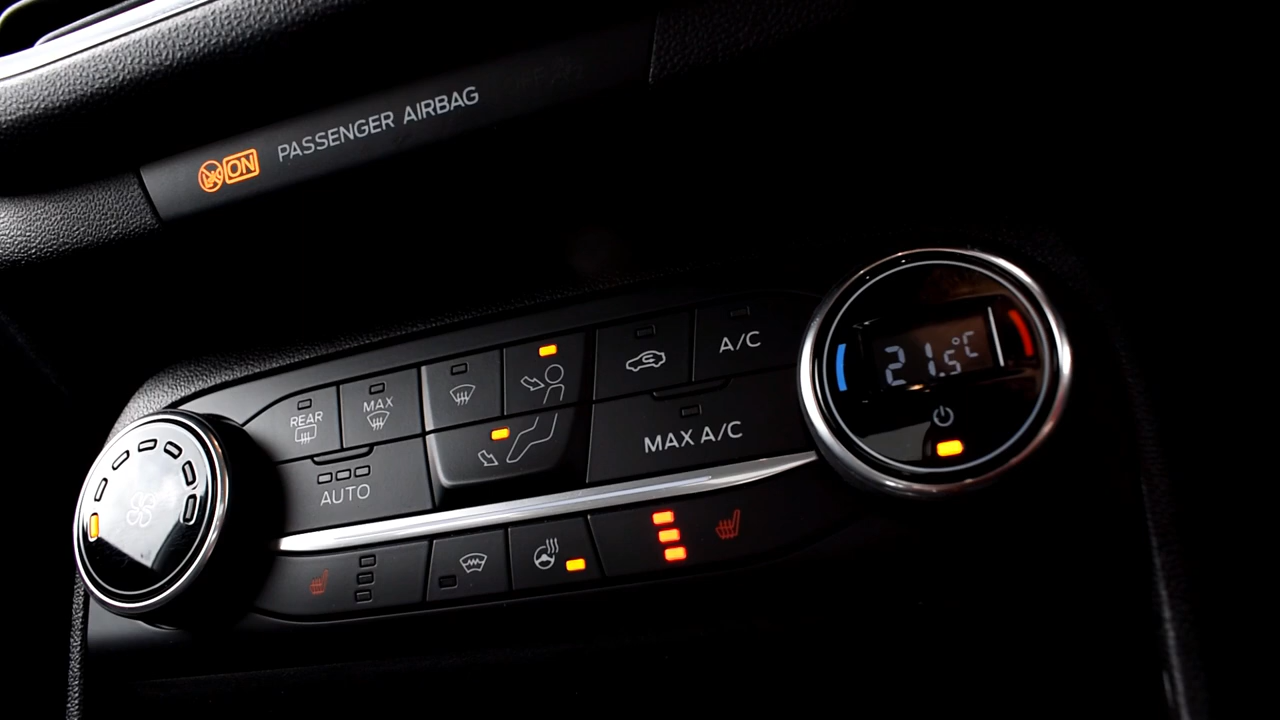 ON PASSENGER AIRBAG
REAR
MAX
A/C
MAX A/C
AUTO
21.5°C